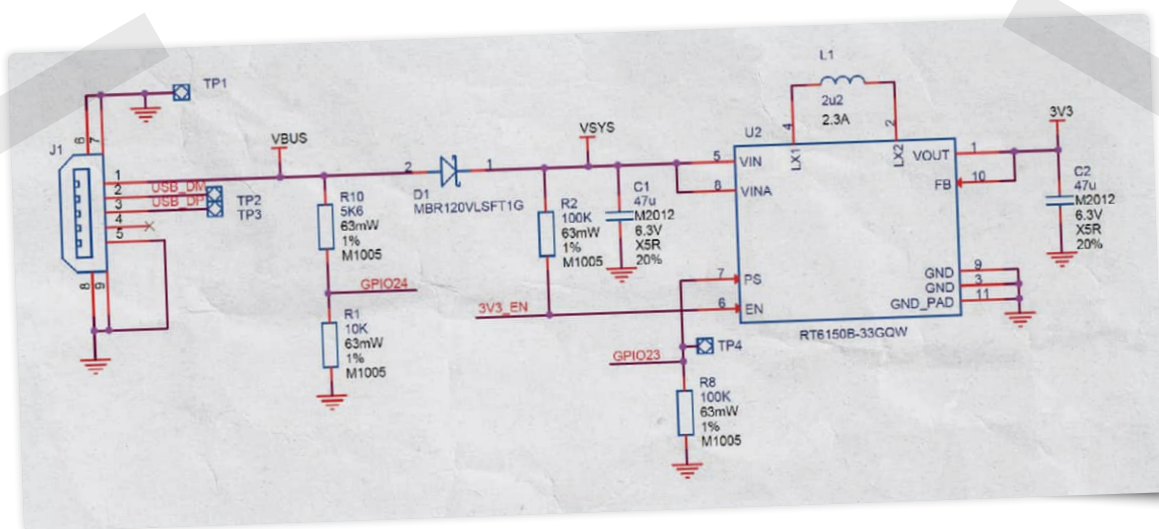 TP1
J1
6
7
1
2
3
4
5
8
9
USB_DM
USB_DP
TP2
TP3
VBUS
R10
5K6
63mW
1%
M1005
GPIO24
R1
10K
63mW
1%
M1005
2
1
D1
MBR120VLSFT1G
VSYS
R2
100K
63mW
1%
M1005
3V3_EN
C1
47u
M2012
6.3V
X5R
20%
L1
2u2
2.3A
4
2
U2
5
VIN
8
VINA
LX1
LX2
7
PS
6
EN
VOUT
1
FB
10
GND
9
GND
3
GND_PAD
11
RT6150B-33GQW
TP4
GPIO23
R8
100K
63mW
1%
M1005
3V3
C2
47u
M2012
6.3V
X5R
20%